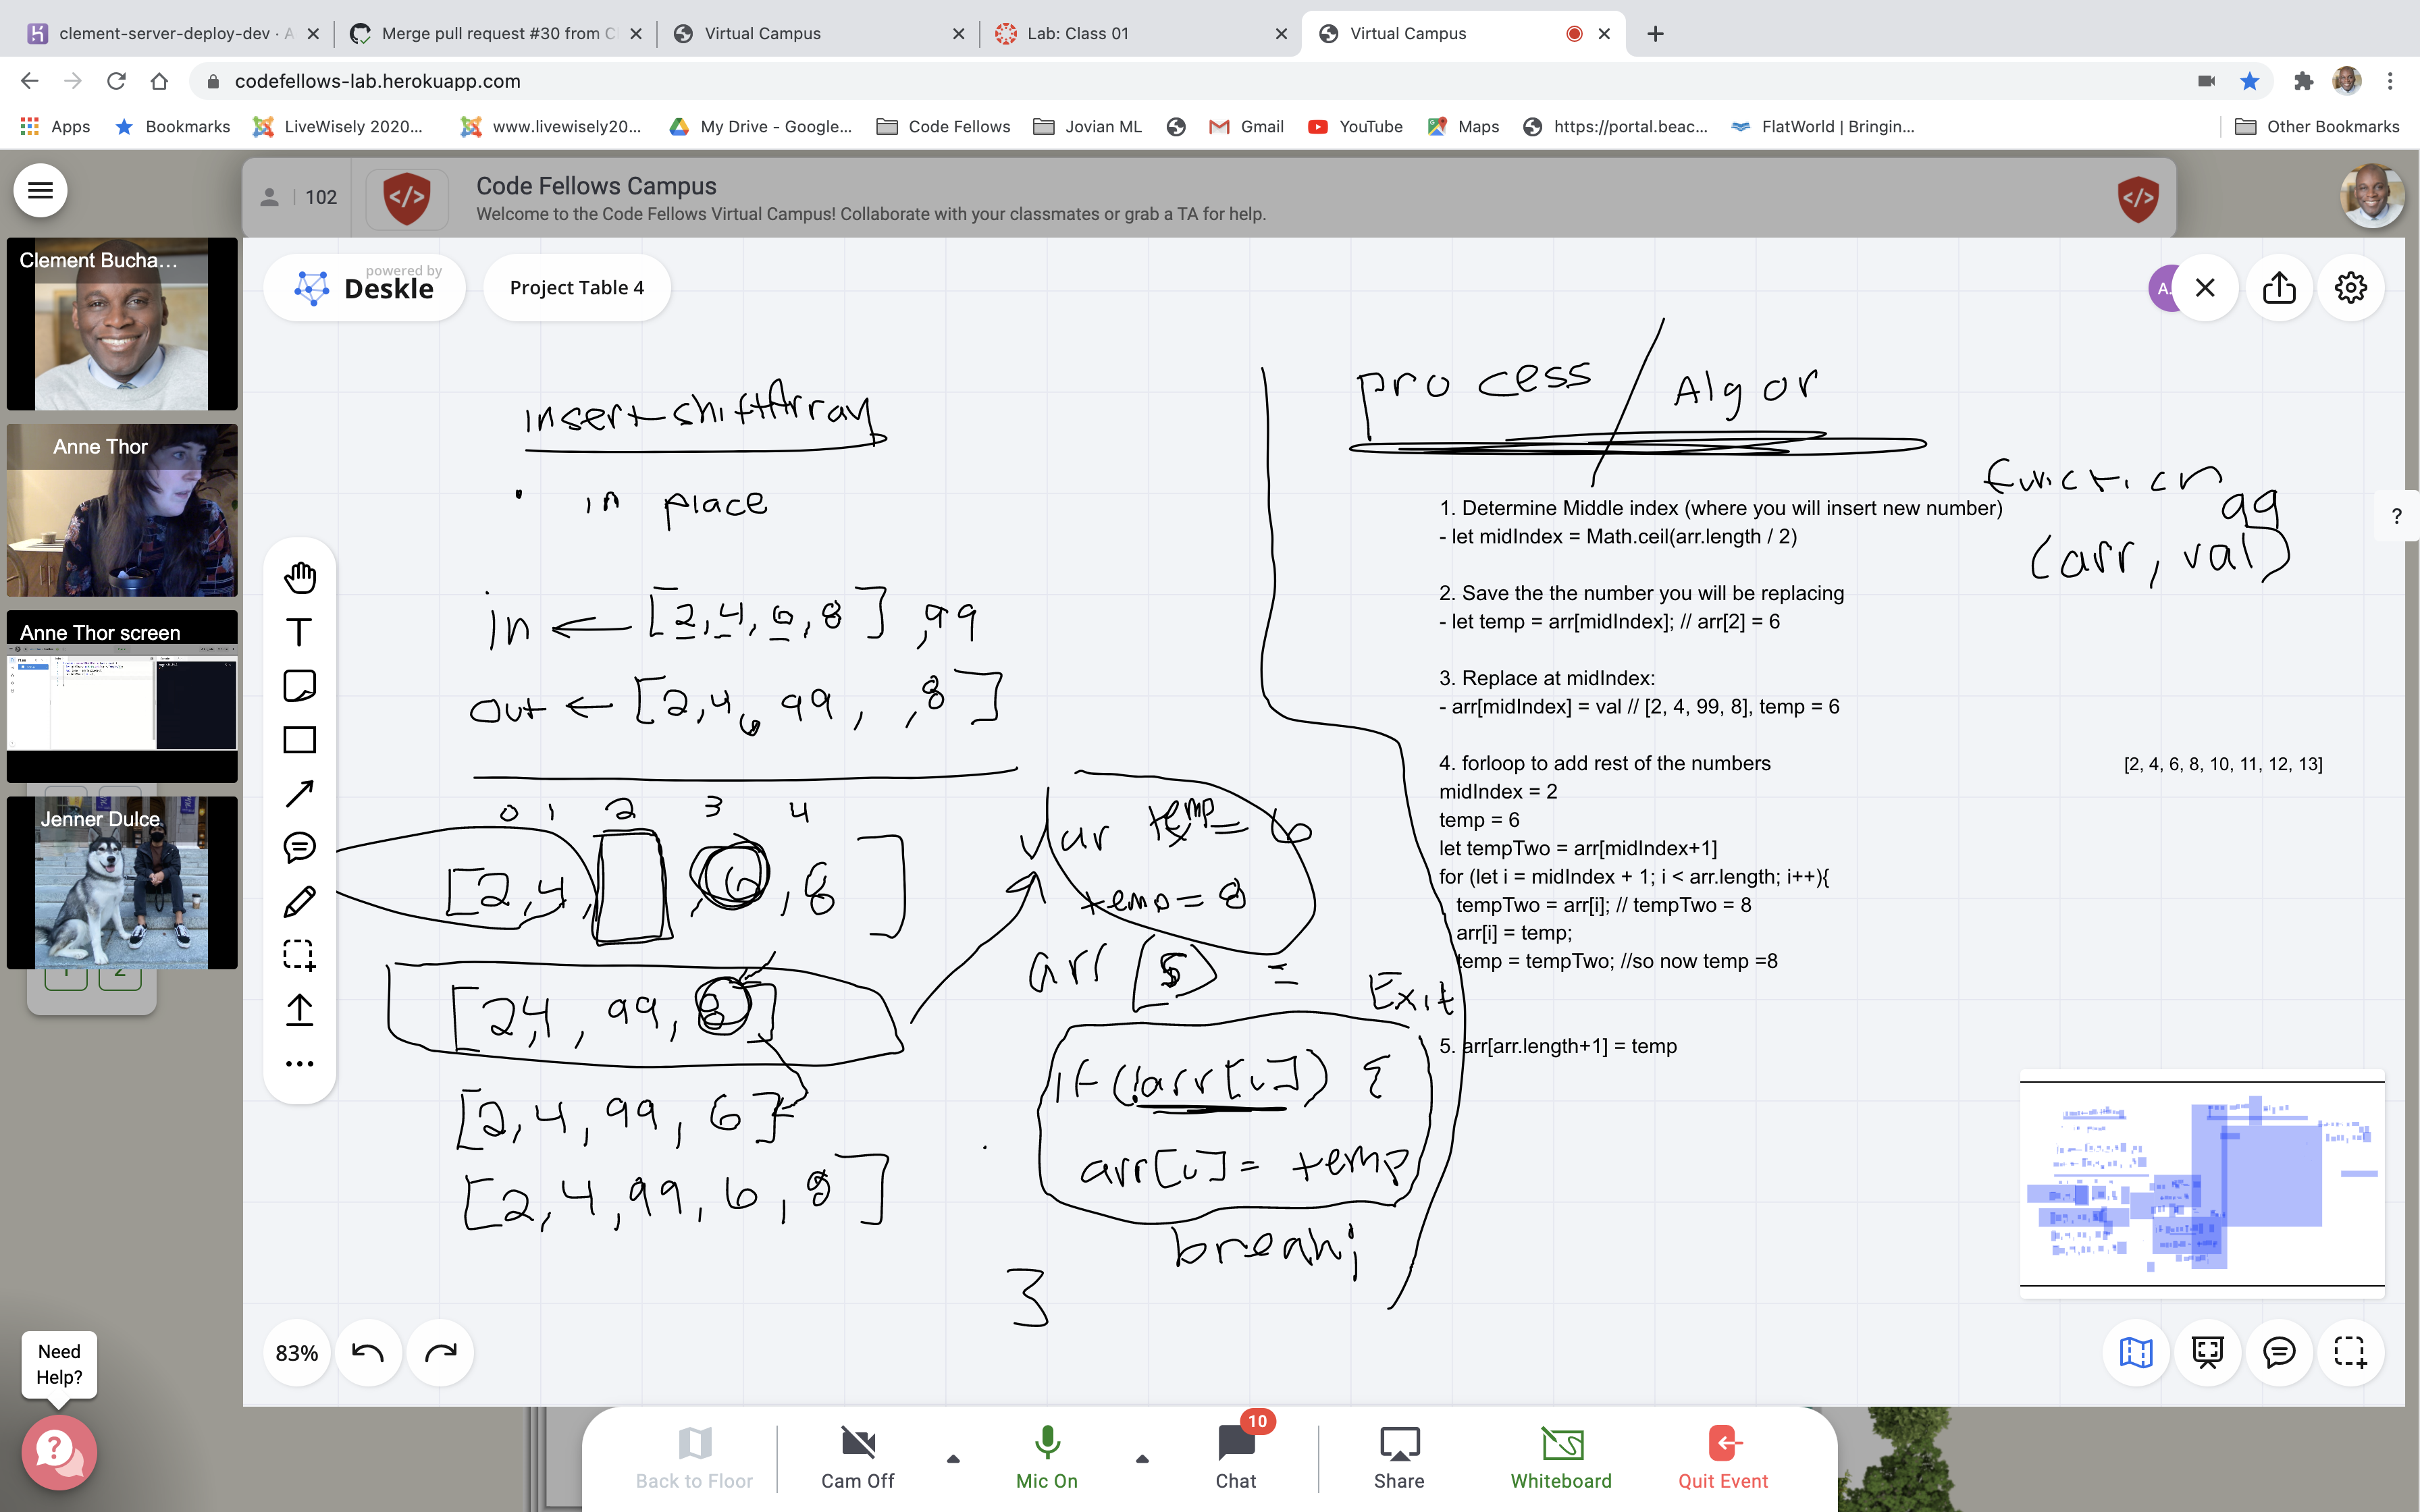 clement-server-deploy-dev · A
Merge pull request #30 from C
Virtual Campus
Lab: Class 01
Virtual Campus
codefellows-lab.herokuapp.com
Apps
Bookmarks
LiveWisely 2020...
www.livewisely20...
My Drive - Google...
Code Fellows
Jovian ML
Gmail
YouTube
Maps
https://portal.beac...
FlatWorld | Bringin...
Other Bookmarks
102
Code Fellows Campus
Welcome to the Code Fellows Virtual Campus! Collaborate with your classmates or grab a TA for help.
Clement Bucha...
Anne Thor
Anne Thor screen
Jenner Dulce
powered by
Deskle
Project Table 4
A.
insert-shiftArray
in place
in ← [2,4,6,8],99
out ← [2,4,6 99, ,8]
0 1 2 3 4
[2,4, ,6,8]
[2,4, 99, 8]
[2,4,99, 6]
[2,4,99,6,8]
var temp = 6
temp = 8
arr [5] =
Exit
if(!arr[i]) {
arr[i] = temp
break;
3
process / Algor
function
99
(arr, val)
1. Determine Middle index (where you will insert new number)
- let midIndex = Math.ceil(arr.length / 2)
2. Save the the number you will be replacing
- let temp = arr[midIndex]; // arr[2] = 6
3. Replace at midIndex:
- arr[midIndex] = val // [2, 4, 99, 8], temp = 6
4. forloop to add rest of the numbers
midIndex = 2
temp = 6
let tempTwo = arr[midIndex+1]
for (let i = midIndex + 1; i < arr.length; i++){
tempTwo = arr[i]; // tempTwo = 8
arr[i] = temp;
temp = tempTwo; //so now temp =8
5. arr[arr.length+1] = temp
[2, 4, 6, 8, 10, 11, 12, 13]
?
T
83%
Need
Help?
Back to Floor
Cam Off
Mic On
10
Chat
Share
Whiteboard
Quit Event